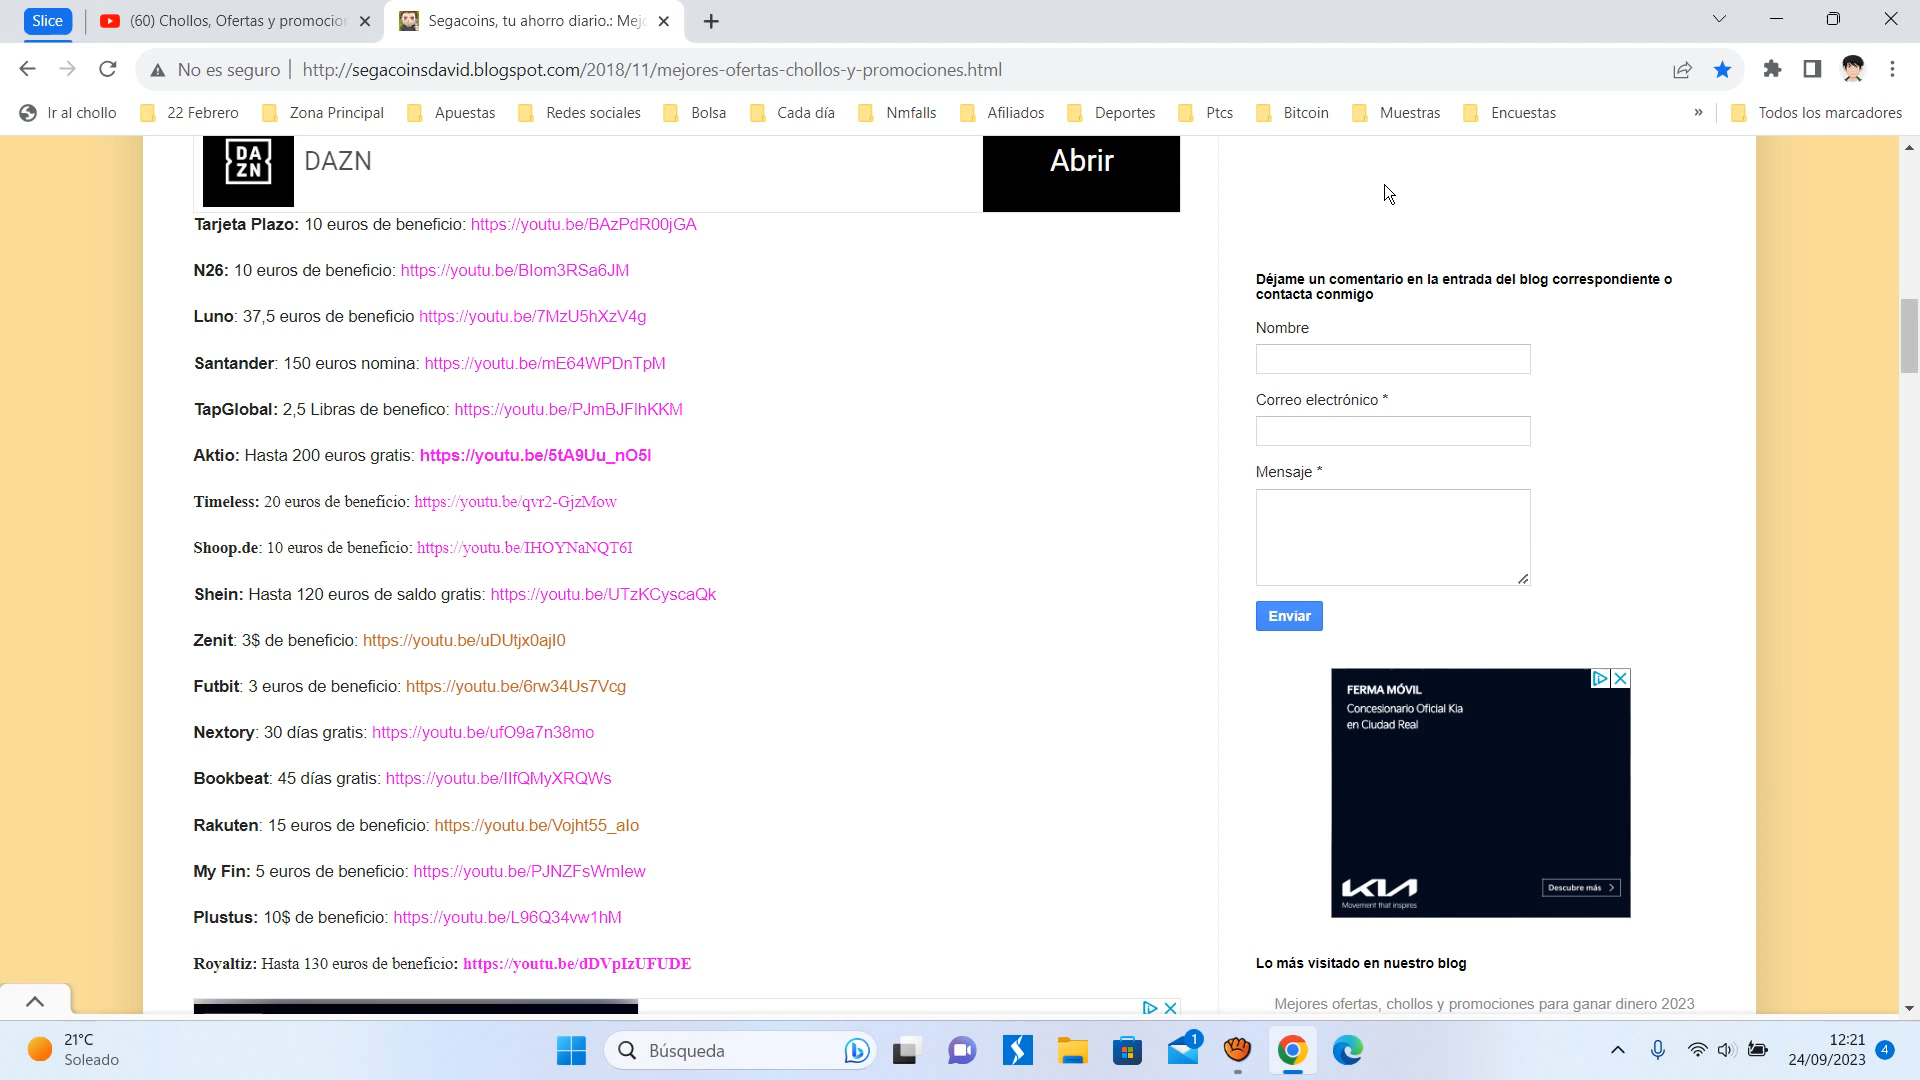 Slice
(60) Chollos, Ofertas y promocion
Segacoins, tu ahorro diario.: Mej
No es seguro
http://segacoinsdavid.blogspot.com/2018/11/mejores-ofertas-chollos-y-promociones.html
Ir al chollo
22 Febrero
Zona Principal
Apuestas
Redes sociales
Bolsa
Cada día
Nmfalls
Afiliados
Deportes
Ptcs
Bitcoin
Muestras
Encuestas
»
Todos los marcadores
DA
ZN
DAZN
Abrir
Tarjeta Plazo: 10 euros de beneficio: https://youtu.be/BAzPdR00jGA
N26: 10 euros de beneficio: https://youtu.be/BIom3RSa6JM
Luno: 37,5 euros de beneficio https://youtu.be/7MzU5hXzV4g
Santander: 150 euros nomina: https://youtu.be/mE64WPDnTpM
TapGlobal: 2,5 Libras de benefico: https://youtu.be/PJmBJFlhKKM
Aktio: Hasta 200 euros gratis: https://youtu.be/5tA9Uu_nO5I
Timeless: 20 euros de beneficio: https://youtu.be/qvr2-GjzMow
Shoop.de: 10 euros de beneficio: https://youtu.be/IHOYNaNQT6I
Shein: Hasta 120 euros de saldo gratis: https://youtu.be/UTzKCyscaQk
Zenit: 3$ de beneficio: https://youtu.be/uDUtjx0ajI0
Futbit: 3 euros de beneficio: https://youtu.be/6rw34Us7Vcg
Nextory: 30 días gratis: https://youtu.be/ufO9a7n38mo
Bookbeat: 45 días gratis: https://youtu.be/IIfQMyXRQWs
Rakuten: 15 euros de beneficio: https://youtu.be/Vojht55_aIo
My Fin: 5 euros de beneficio: https://youtu.be/PJNZFsWmIew
Plustus: 10$ de beneficio: https://youtu.be/L96Q34vw1hM
Royaltiz: Hasta 130 euros de beneficio: https://youtu.be/dDVpIzUFUDE
Déjame un comentario en la entrada del blog correspondiente o
contacta conmigo
Nombre
Correo electrónico *
Mensaje *
Enviar
FERMA MÓVIL
Concesionario Oficial Kia
en Ciudad Real
KIA
Movement that inspires
Descubre más >
Lo más visitado en nuestro blog
Mejores ofertas, chollos y promociones para ganar dinero 2023
21°C
Soleado
Búsqueda
1
12:21
24/09/2023
4